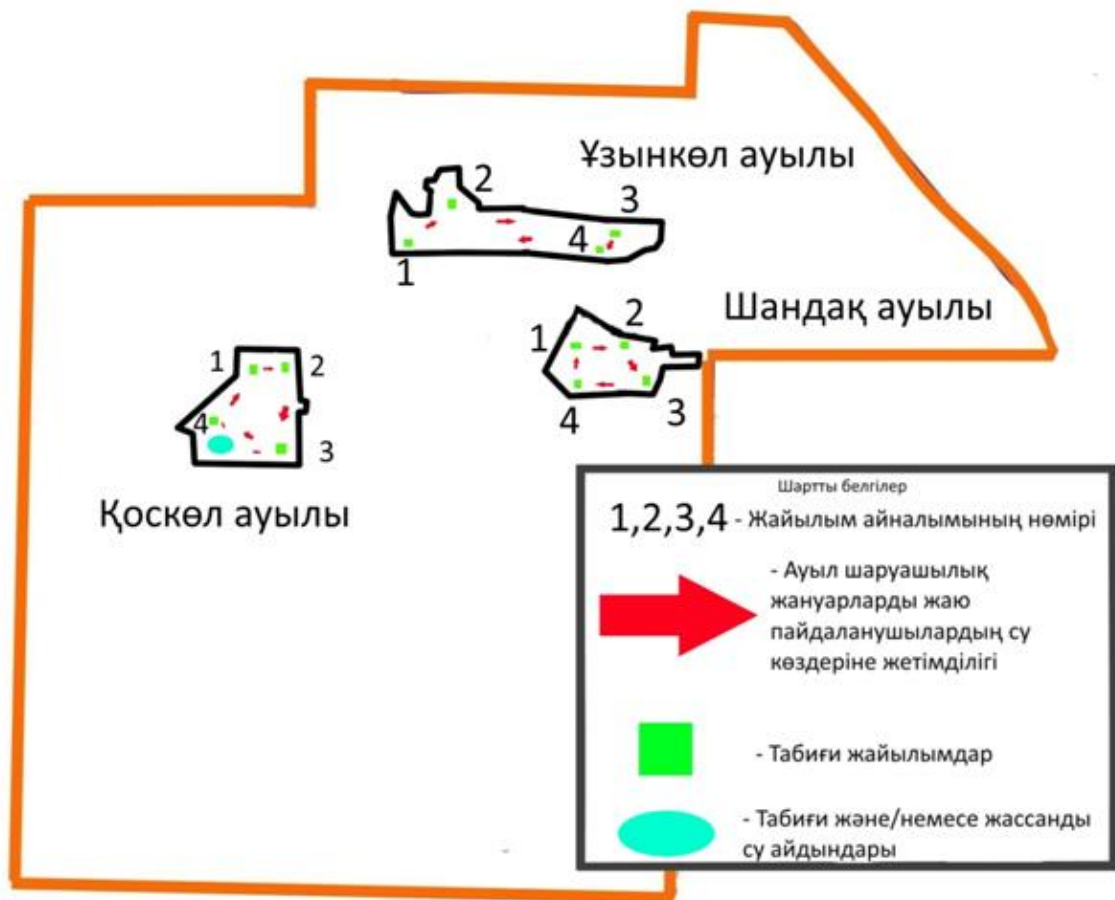 Ұзынкөл ауылы
2
3
4
1
Шандақ ауылы
2
1
4
3
1
2
4
3
Қоскөл ауылы
Шартты белгілер
1,2,3,4 - Жайылым айналымының нөмірі
- Ауыл шаруашылық
жануарларды жаю
пайдаланушылардың су
көздеріне жетімділігі
- Табиғи жайылымдар
- Табиғи және/немесе жассанды
су айдындары